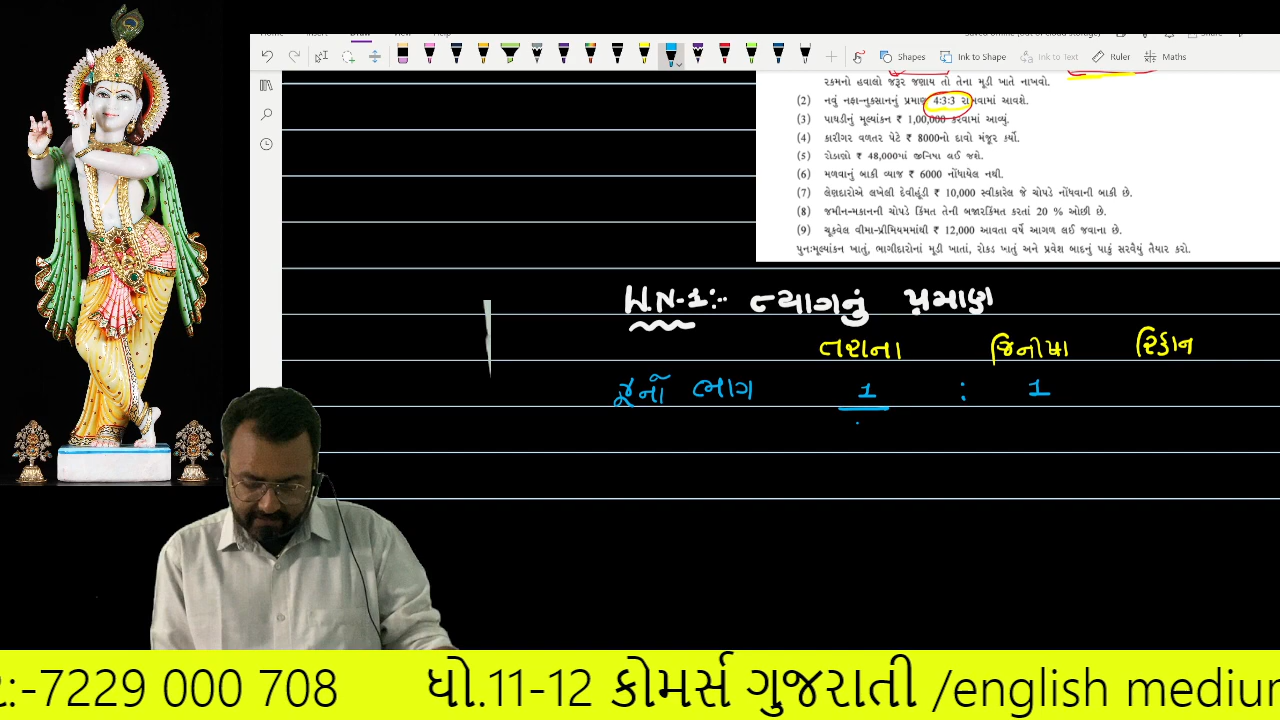 Shapes Ink to Shape Ink to Text Ruler Maths
રકમનો હવાલો જરૂર જણાય તો તેના મૂડી ખાતે નાખવો.
(2) નવું નફા-નુકસાનનું પ્રમાણ 4:3:3 રાખવામાં આવશે.
(3) પાઘડીનું મૂલ્યાંકન ₹ 1,00,000 કરવામાં આવ્યું.
(4) કારીગર વળતર પેટે ₹ 8000નો દાવો મંજૂર કર્યો.
(5) રોકાણો ₹ 48,000માં જીનિષા લઈ જશે.
(6) મળવાનું બાકી વ્યાજ ₹ 6000 નોંધાયેલ નથી.
(7) લેણદારોએ લખેલી દેવીહૂંડી ₹ 10,000 સ્વીકારેલ જે ચોપડે નોંધવાની બાકી છે.
(8) જમીન-મકાનની ચોપડે કિંમત તેની બજારકિંમત કરતાં 20 % ઓછી છે.
(9) ચૂકવેલ વીમા-પ્રીમિયમમાંથી ₹ 12,000 આવતા વર્ષે આગળ લઈ જવાના છે.
પુનઃમૂલ્યાંકન ખાતું, ભાગીદારોનાં મૂડી ખાતાં, રોકડ ખાતું અને પ્રવેશ બાદનું પાકું સરવૈયું તૈયાર કરો.
W.N-1:- ત્યાગનું પ્રમાણ
તરાના જિનીષા રિદ્ધાન
જૂનો ભાગ 1 : 1
:-7229 000 708 ધો.11-12 કોમર્સ ગુજરાતી /english medium